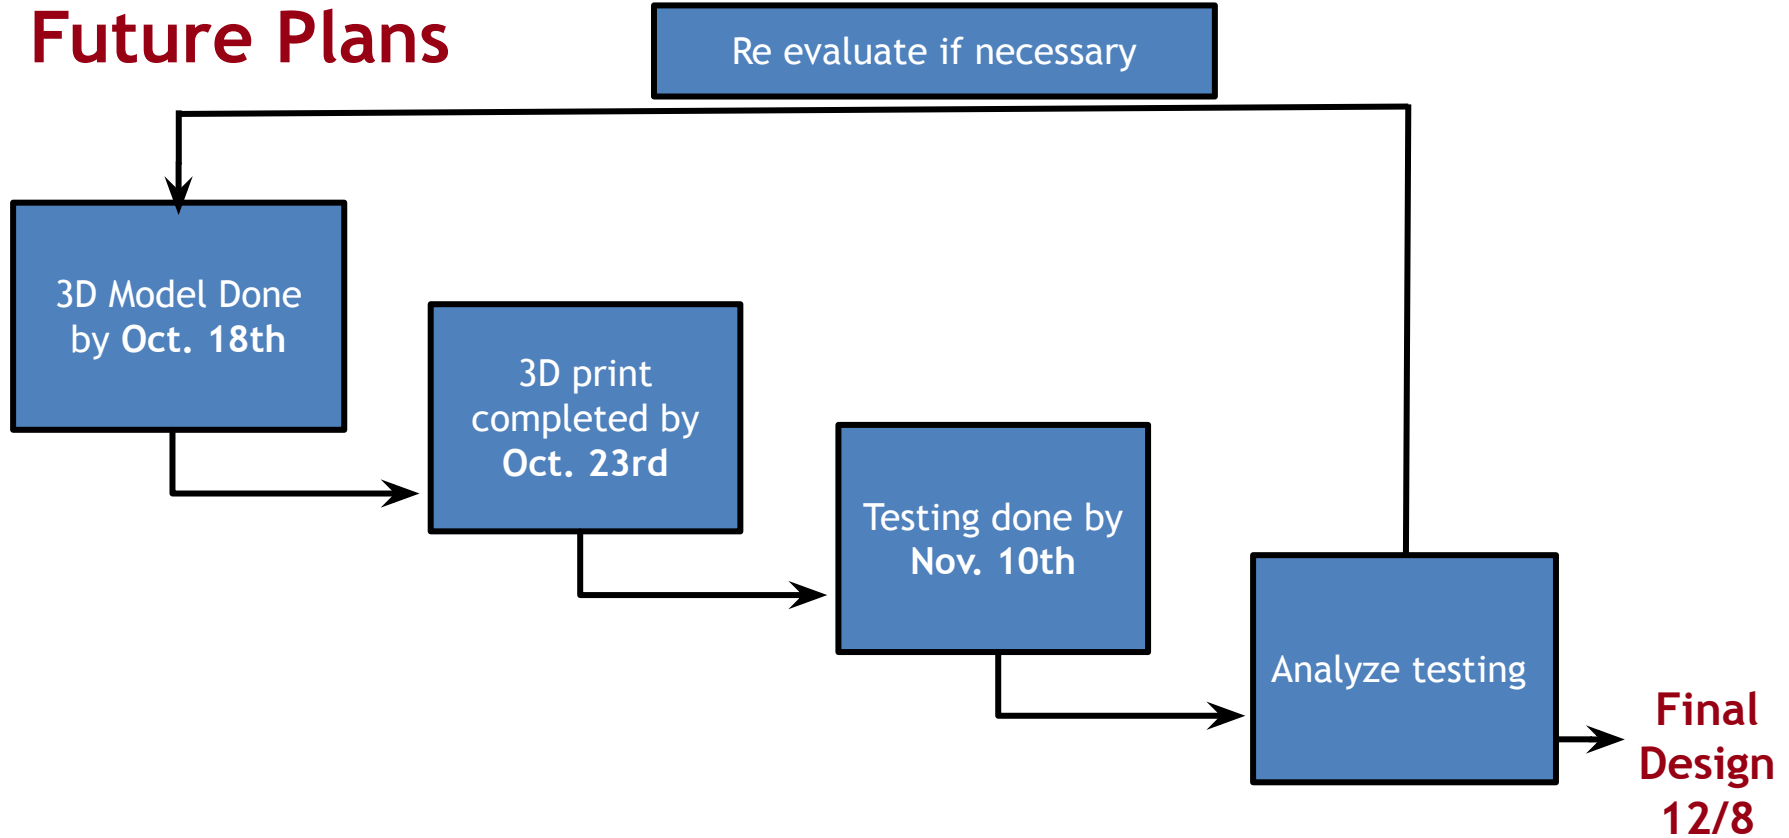 Future Plans
Re evaluate if necessary
3D Model Done
by Oct. 18th
3D print
completed by
Oct. 23rd
Testing done by
Nov. 10th
Analyze testing
Final
Design
12/8